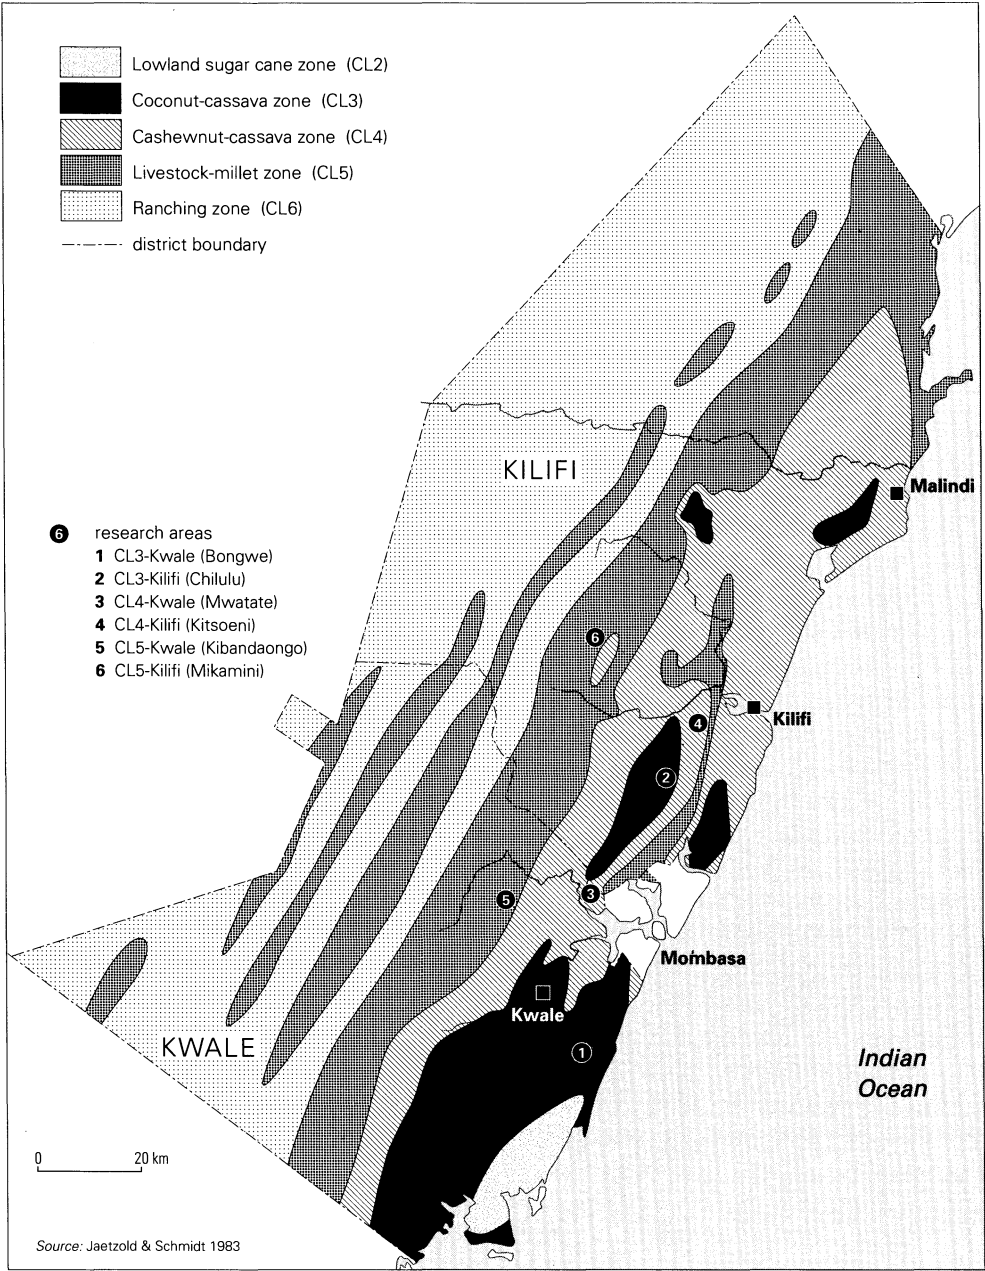 Lowland sugar cane zone (CL2)
Coconut-cassava zone (CL3)
Cashewnut-cassava zone (CL4)
Livestock-millet zone (CL5)
Ranching zone (CL6)
district boundary
KILIFI
Malindi
6 research areas
1 CL3-Kwale (Bongwe)
2 CL3-Kilifi (Chilulu)
3 CL4-Kwale (Mwatate)
4 CL4-Kilifi (Kitsoeni)
5 CL5-Kwale (Kibandaongo)
6 CL5-Kilifi (Mikamini)
6
4
Kilifi
2
3
5
Mombasa
Kwale
KWALE
1
Indian
Ocean
0 20 km
Source: Jaetzold & Schmidt 1983